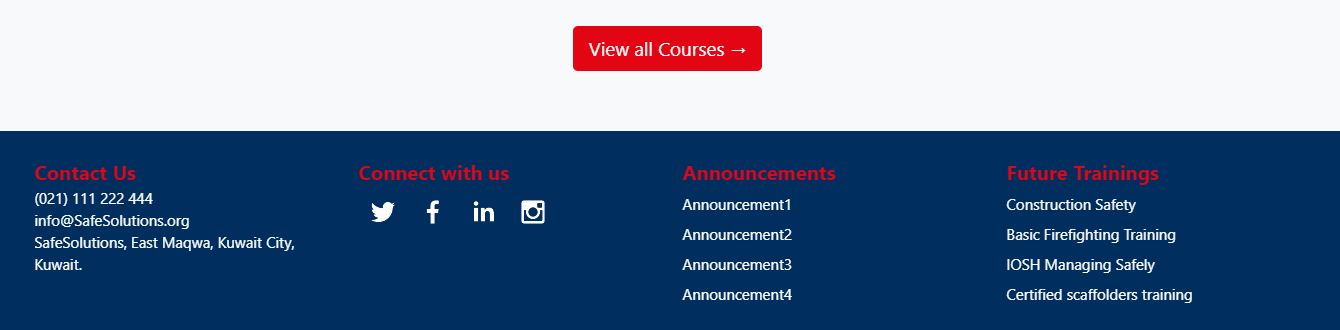 View all Courses →
Contact Us
(021) 111 222 444
info@SafeSolutions.org
SafeSolutions, East Maqwa, Kuwait City,
Kuwait.
Connect with us
Announcements
Announcement1
Announcement2
Announcement3
Announcement4
Future Trainings
Construction Safety
Basic Firefighting Training
IOSH Managing Safely
Certified scaffolders training